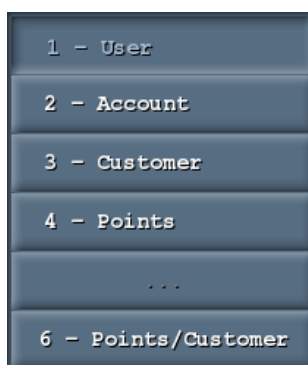 1 - User
2 - Account
3 - Customer
4 - Points
...
6 - Points/Customer